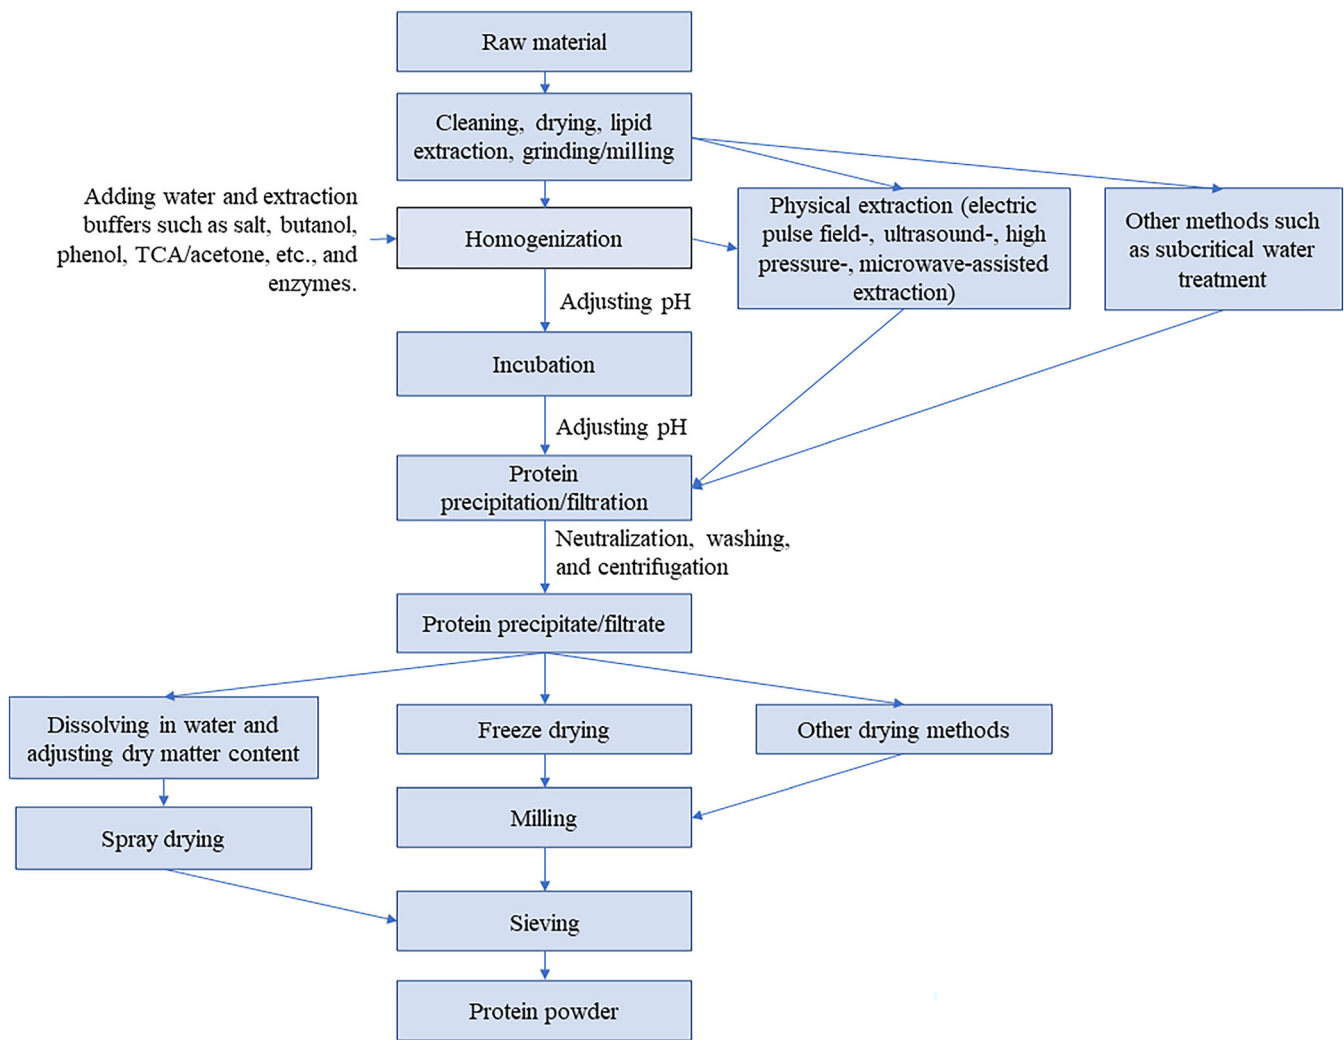 Raw material
Cleaning, drying, lipid
extraction, grinding/milling
Adding water and extraction
buffers such as salt, butanol,
phenol, TCA/acetone, etc., and
enzymes.
Homogenization
Physical extraction (electric
pulse field-, ultrasound-, high
pressure-, microwave-assisted
extraction)
Other methods such
as subcritical water
treatment
Adjusting pH
Incubation
Adjusting pH
Protein
precipitation/filtration
Neutralization, washing,
and centrifugation
Protein precipitate/filtrate
Dissolving in water and
adjusting dry matter content
Freeze drying
Other drying methods
Spray drying
Milling
Sieving
Protein powder